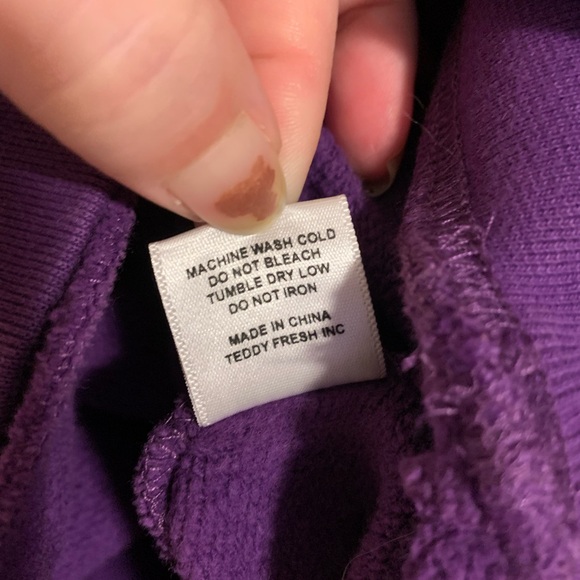 MACHINE WASH COLD
DO NOT BLEACH
TUMBLE DRY LOW
DO NOT IRON
MADE IN CHINA
TEDDY FRESH INC